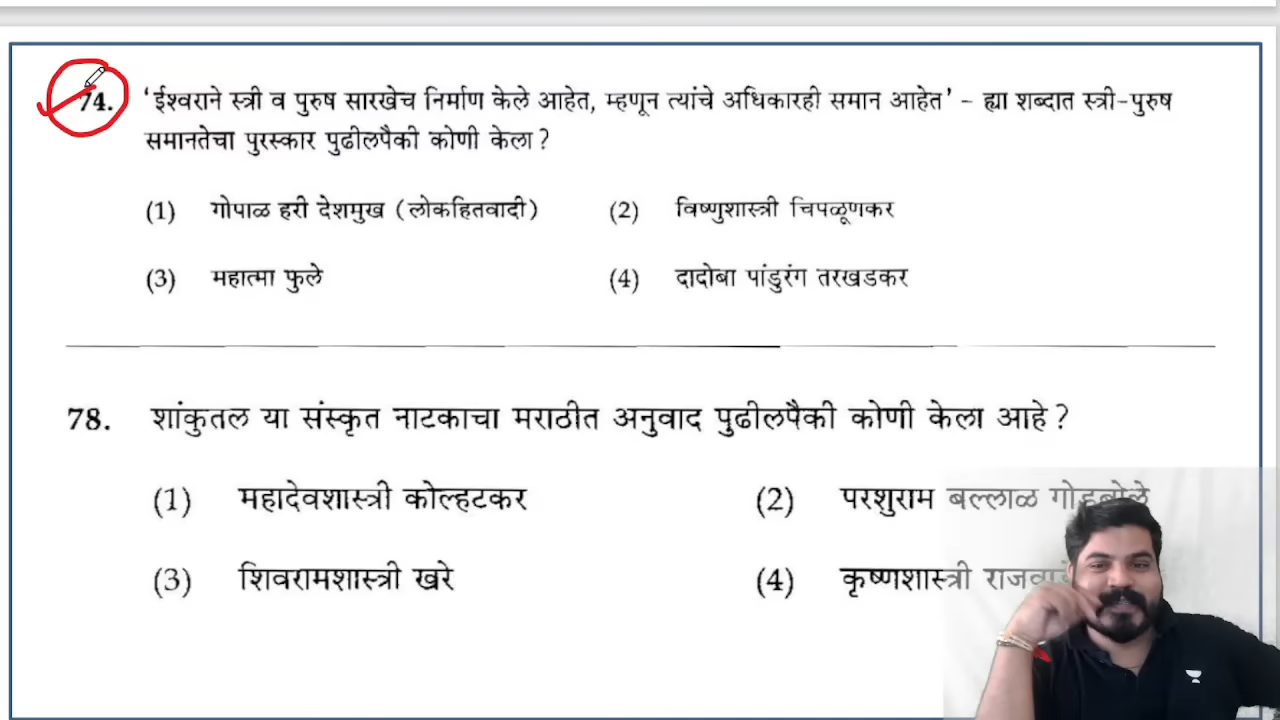 74. 'ईश्वराने स्त्री व पुरुष सारखेच निर्माण केले आहेत, म्हणून त्यांचे अधिकारही समान आहेत' - ह्या शब्दात स्त्री-पुरुष
समानतेचा पुरस्कार पुढीलपैकी कोणी केला ?
(1) गोपाळ हरी देशमुख (लोकहितवादी) (2) विष्णुशास्त्री चिपळूणकर
(3) महात्मा फुले (4) दादोबा पांडुरंग तरखडकर
78. शांकुतल या संस्कृत नाटकाचा मराठीत अनुवाद पुढीलपैकी कोणी केला आहे ?
(1) महादेवशास्त्री कोल्हटकर (2) परशुराम बल्लाळ गोडबोले
(3) शिवरामशास्त्री खरे (4) कृष्णशास्त्री